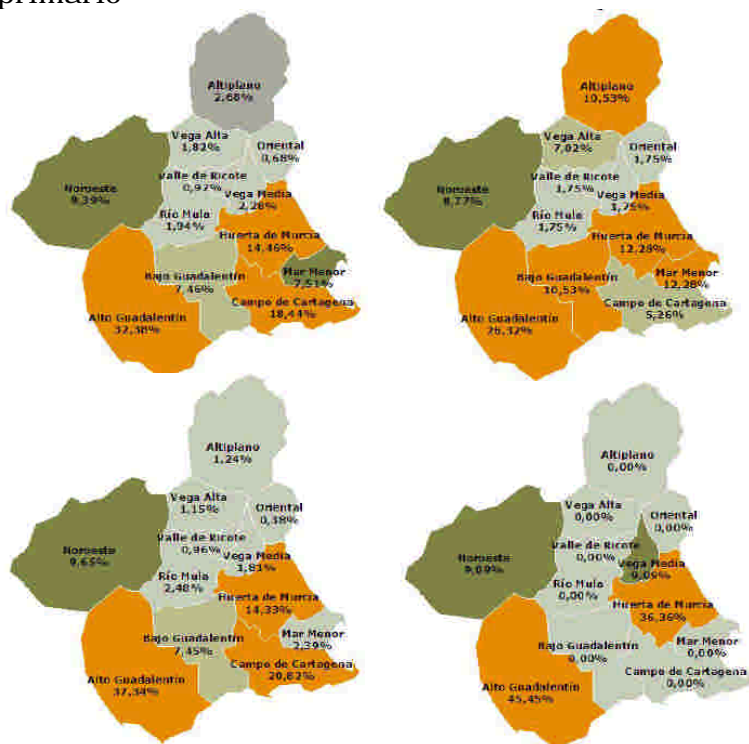 primario
Altiplano
2,68%
Vega Alta
1,82%
Oriental
0,68%
Noroeste
9,39%
Valle de Ricote
0,97%
Vega Media
2,28%
Río Mula
1,94%
Huerta de Murcia
14,46%
Mar Menor
7,51%
Bajo Guadalentín
7,46%
Campo de Cartagena
18,44%
Alto Guadalentín
32,38%
Altiplano
10,53%
Vega Alta
7,02%
Oriental
1,75%
Noroeste
8,77%
Valle de Ricote
1,75%
Vega Media
1,75%
Río Mula
1,75%
Huerta de Murcia
12,28%
Bajo Guadalentín
10,53%
Mar Menor
12,28%
Campo de Cartagena
5,26%
Alto Guadalentín
26,32%
Altiplano
1,24%
Vega Alta
1,15%
Oriental
0,38%
Noroeste
9,65%
Valle de Ricote
0,96%
Vega Media
1,81%
Río Mula
2,48%
Huerta de Murcia
14,33%
Mar Menor
2,39%
Bajo Guadalentín
7,45%
Campo de Cartagena
20,82%
Alto Guadalentín
37,34%
Altiplano
0,00%
Vega Alta
0,00%
Oriental
0,00%
Noroeste
9,09%
Valle de Ricote
0,00%
Vega Media
9,09%
Río Mula
0,00%
Huerta de Murcia
36,36%
Mar Menor
0,00%
Bajo Guadalentín
0,00%
Campo de Cartagena
0,00%
Alto Guadalentín
45,45%